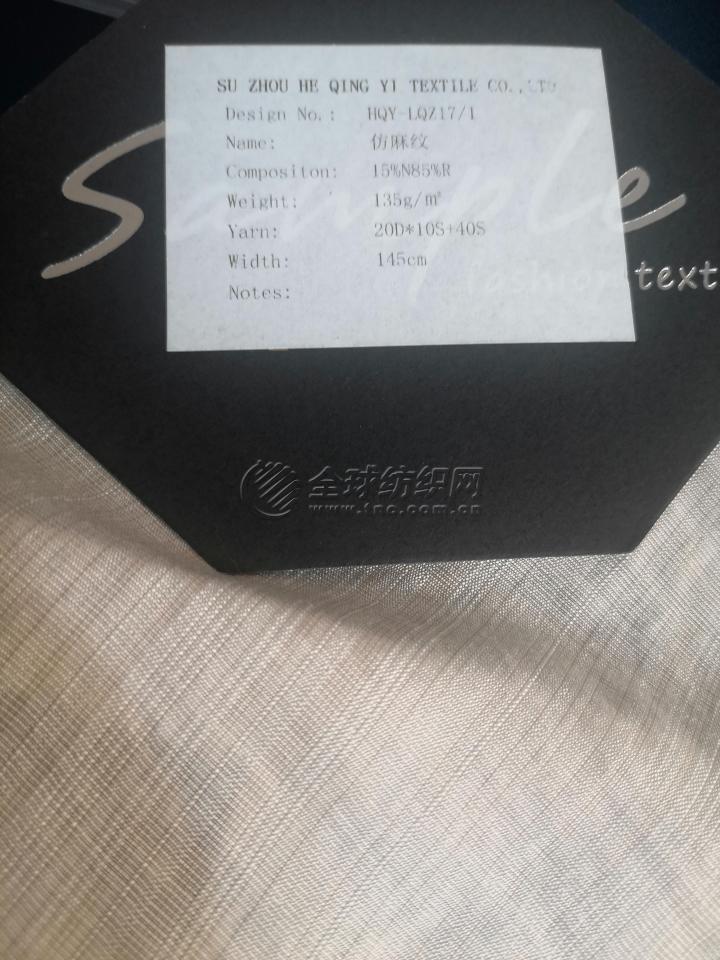 SU ZHOU HE QING YI TEXTILE CO.,LTD
Design No.: HQY-LQZ17/1
Name: 仿麻纹
Compositon: 15%N85%R
Weight: 135g/㎡
Yarn: 20D*10S+40S
Width: 145cm
Notes:
Sample
fashion text
全球纺织网
www.tnc.com.cn